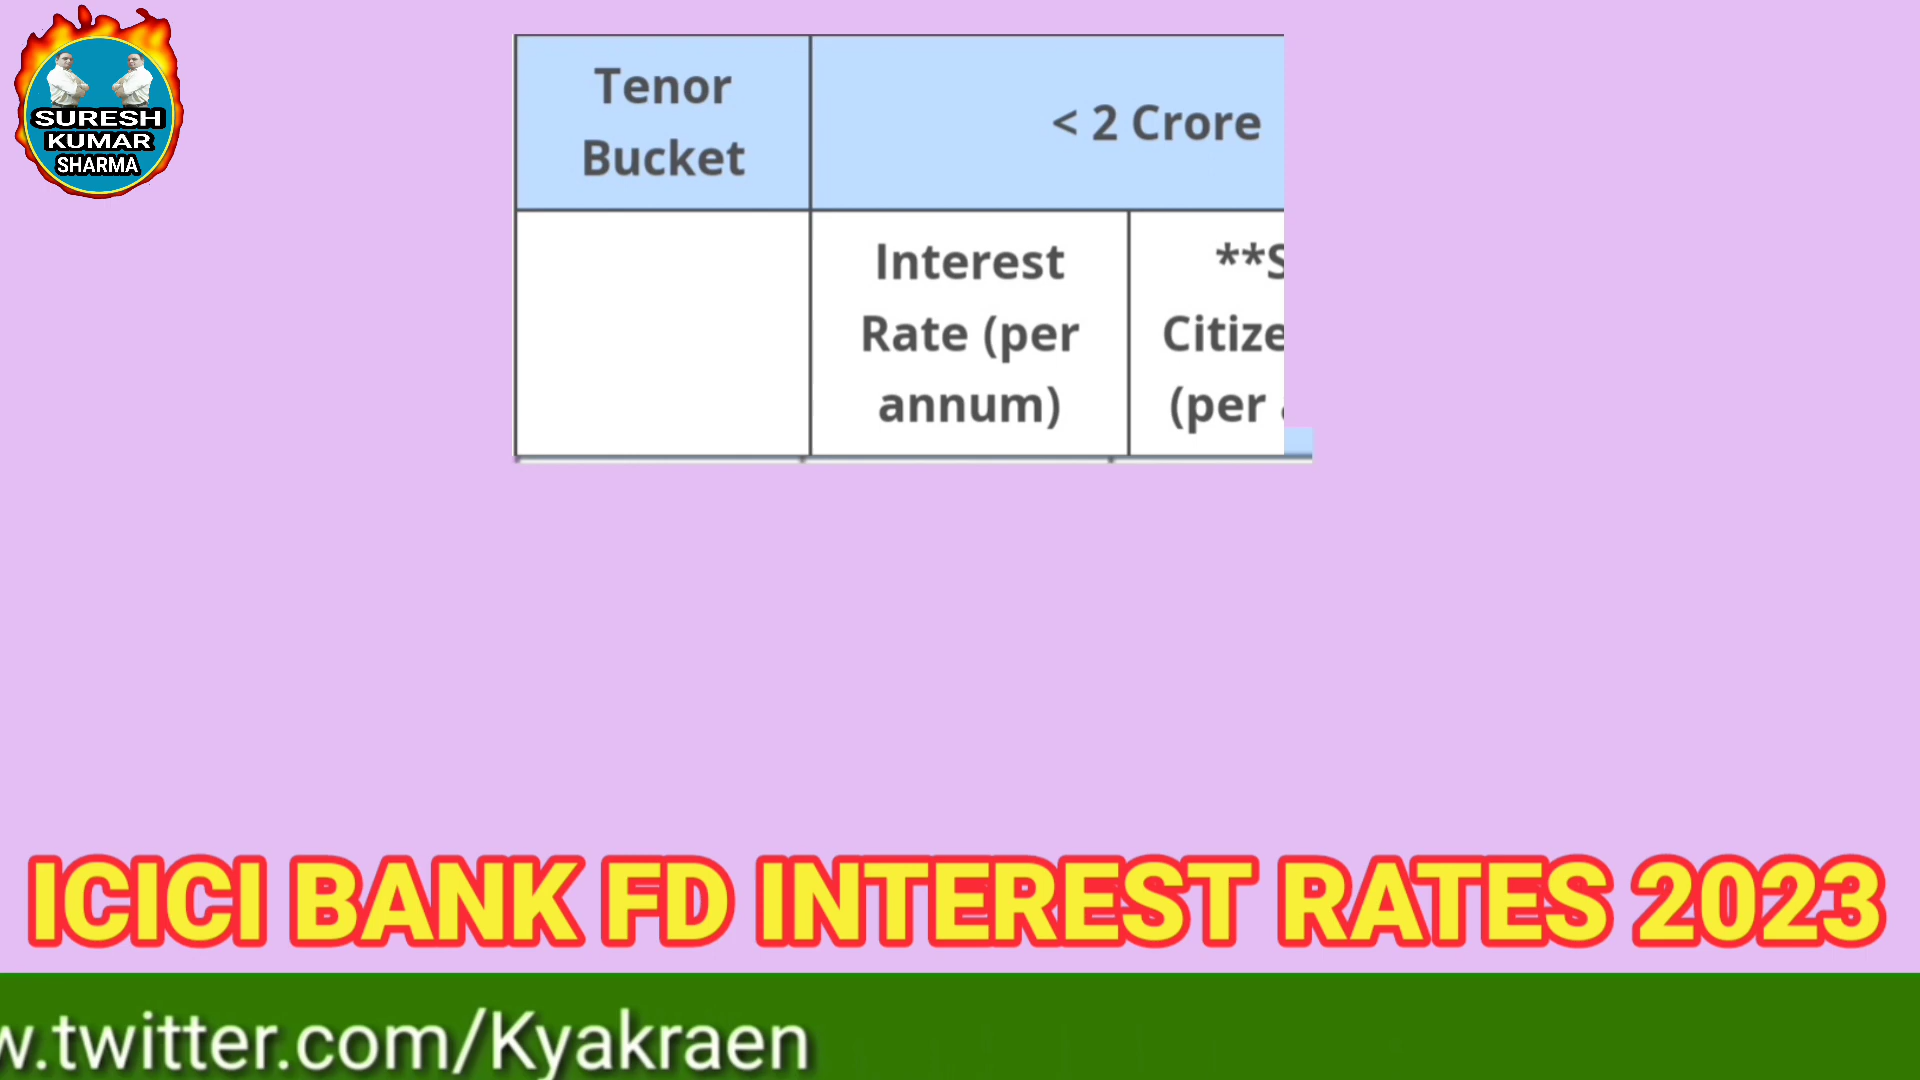 SURESH
KUMAR
SHARMA
Tenor
Bucket
< 2 Crore
Interest
Rate (per
annum)
**S
Citize
(per
ICICI BANK FD INTEREST RATES 2023
w.twitter.com/Kyakraen